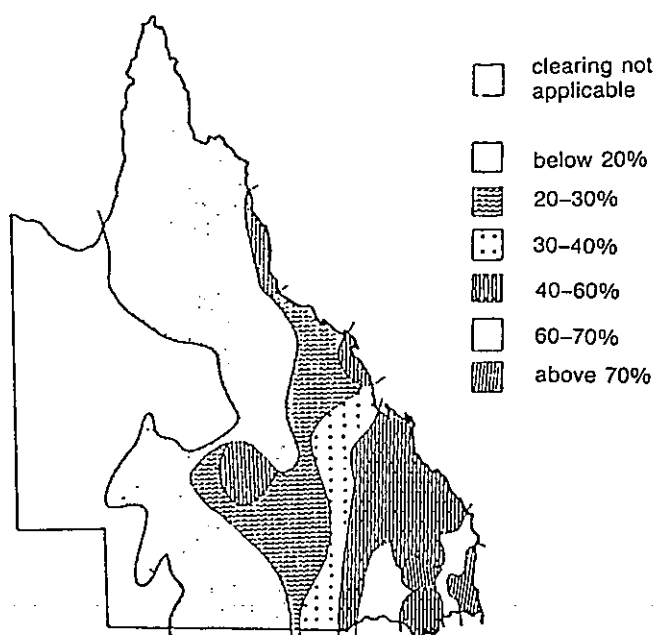 clearing not
applicable
below 20%
20–30%
30–40%
40–60%
60–70%
above 70%